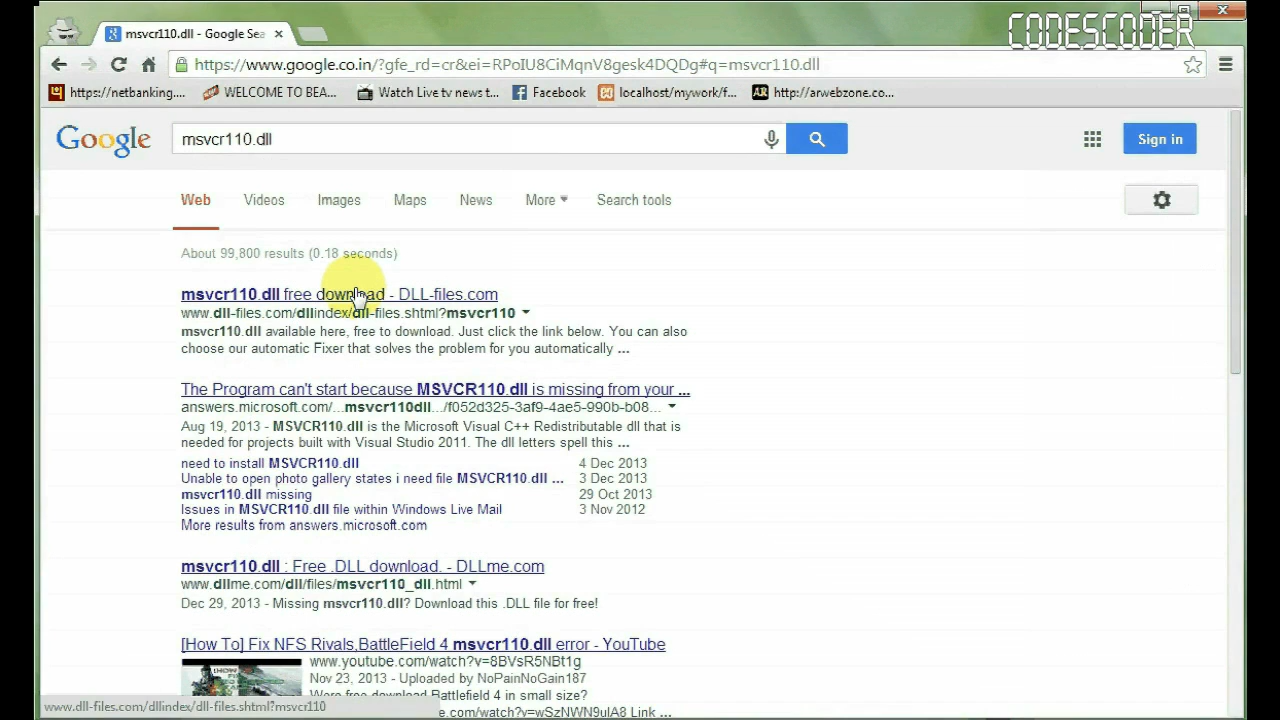 CODESCODER
msvcr110.dll - Google Sea
https://www.google.co.in/?gfe_rd=cr&ei=RPoIU8CiMqnV8gesk4DQDg#q=msvcr110.dll
https://netbanking.... WELCOME TO BEA... Watch Live tv news t... Facebook localhost/mywork/f... AR http://arwebzone.co...
Google msvcr110.dll Sign in
Web Videos Images Maps News More Search tools
About 99,800 results (0.18 seconds)
msvcr110.dll free download - DLL-files.com
www.dll-files.com/dllindex/dll-files.shtml?msvcr110
msvcr110.dll available here, free to download. Just click the link below. You can also
choose our automatic Fixer that solves the problem for you automatically ...
The Program can't start because MSVCR110.dll is missing from your ...
answers.microsoft.com/...msvcr110dll.../f052d325-3af9-4ae5-990b-b08...
Aug 19, 2013 - MSVCR110.dll is the Microsoft Visual C++ Redistributable dll that is
needed for projects built with Visual Studio 2011. The dll letters spell this ...
need to install MSVCR110.dll 4 Dec 2013
Unable to open photo gallery states i need file MSVCR110.dll ... 3 Dec 2013
msvcr110.dll missing 29 Oct 2013
Issues in MSVCR110.dll file within Windows Live Mail 3 Nov 2012
More results from answers.microsoft.com
msvcr110.dll : Free .DLL download. - DLLme.com
www.dllme.com/dll/files/msvcr110_dll.html
Dec 29, 2013 - Missing msvcr110.dll? Download this .DLL file for free!
[How To] Fix NFS Rivals,BattleField 4 msvcr110.dll error - YouTube
www.youtube.com/watch?v=8BVsR5NBt1g
Nov 23, 2013 - Uploaded by NoPainNoGain187
Were free download Battlefield 4 in small size?
e.com/watch?v=wSzNWN9uIA8 Link ...
www.dll-files.com/dllindex/dll-files.shtml?msvcr110